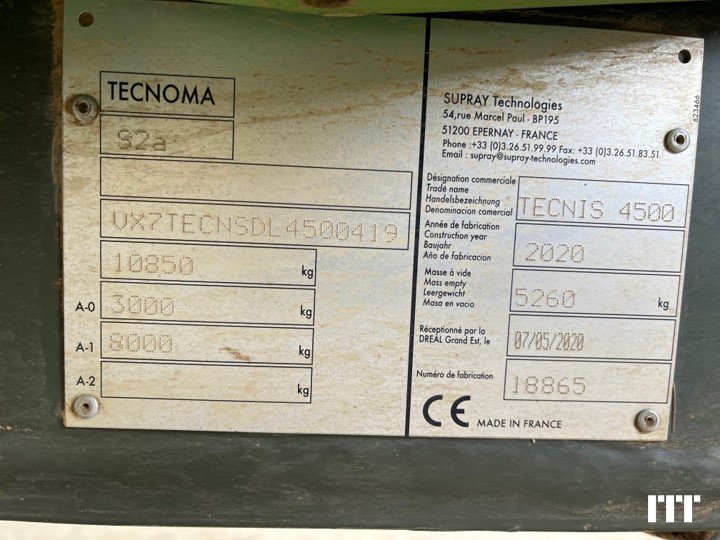 TECNOMA
S2a
VX7TECNSDL4500419
10850 kg
A-0 3000 kg
A-1 8000 kg
A-2 kg
SUPRAY Technologies
54,rue Marcel Paul - BP195
51200 EPERNAY - FRANCE
Phone :+33 (0)3.26.51.99.99 Fax: +33 (0)3.26.51.83.51
Email : supray@supray-technologies.com
Désignation commerciale
Trade name
Handelsbezeichnung
Denominacion comercial
TECNIS 4500
Année de fabrication
Construction year
Baujahr
Año de fabricacion
2020
Masse à vide
Mass empty
Leergewicht
Masa en vacio
5260 kg
Réceptionné par la
DREAL Grand Est, le
07/05/2020
Numéro de fabrication
18865
CE MADE IN FRANCE
623466